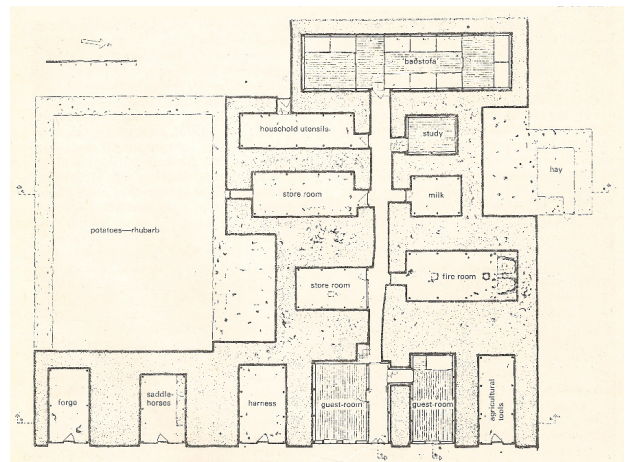 baðstofa
household utensils
study
store room
milk
hay
potatoes—rhubarb
fire room
store room
forge
saddle-
horses
harness
guest-room
guest-room
agricultural
tools